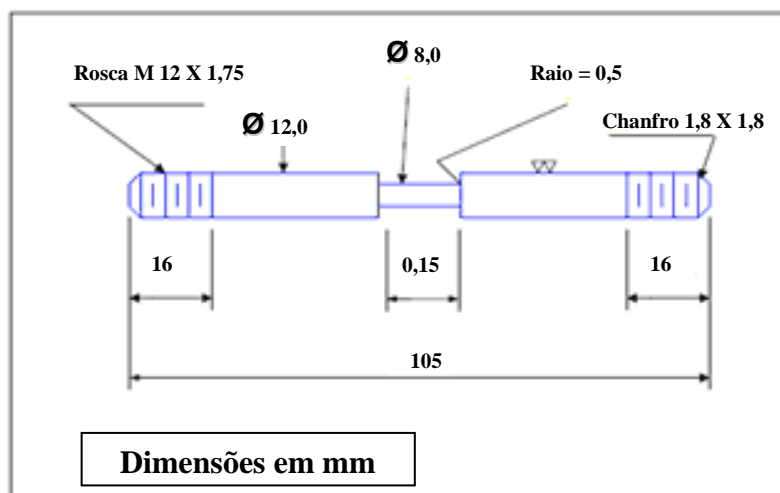 Ø 8,0
Rosca M 12 X 1,75
Raio = 0,5
Ø 12,0
Chanfro 1,8 X 1,8
16
0,15
16
105
Dimensões em mm